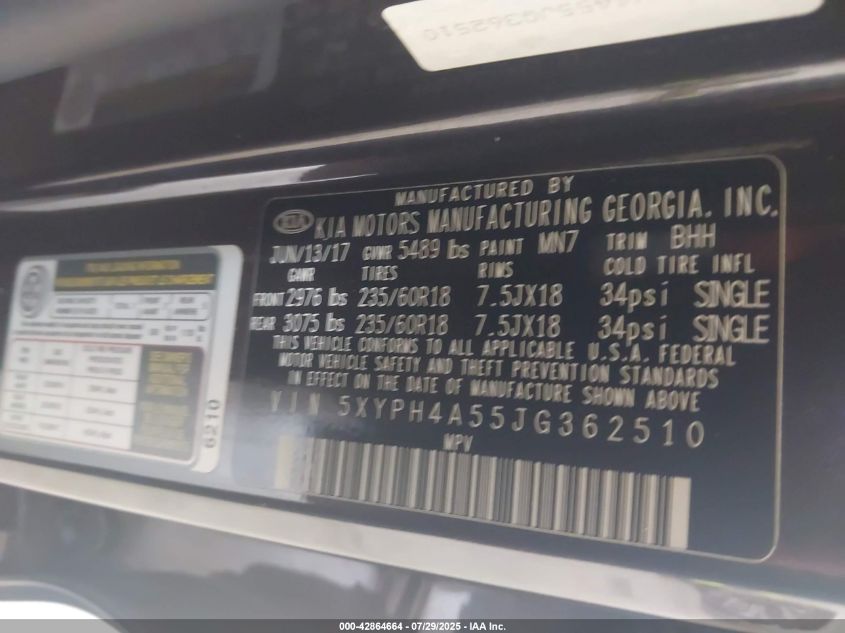 55JG362510
MANUFACTURED BY
KIA KIA MOTORS MANUFACTURING GEORGIA, INC.
JUN/13/17 GVWR 5489 lbs PAINT MN7 TRIM BHH
GAWR TIRES RIMS COLD TIRE INFL
FRONT 2976 lbs 235/60R18 7.5JX18 34psi SINGLE
REAR 3075 lbs 235/60R18 7.5JX18 34psi SINGLE
THIS VEHICLE CONFORMS TO ALL APPLICABLE U.S.A. FEDERAL
MOTOR VEHICLE SAFETY AND THEFT PREVENTION STANDARDS
IN EFFECT ON THE DATE OF MANUFACTURE SHOWN ABOVE
VIN 5XYPH4A55JG362510
MPV
6210
000-42864664 - 07/29/2025 - IAA Inc.